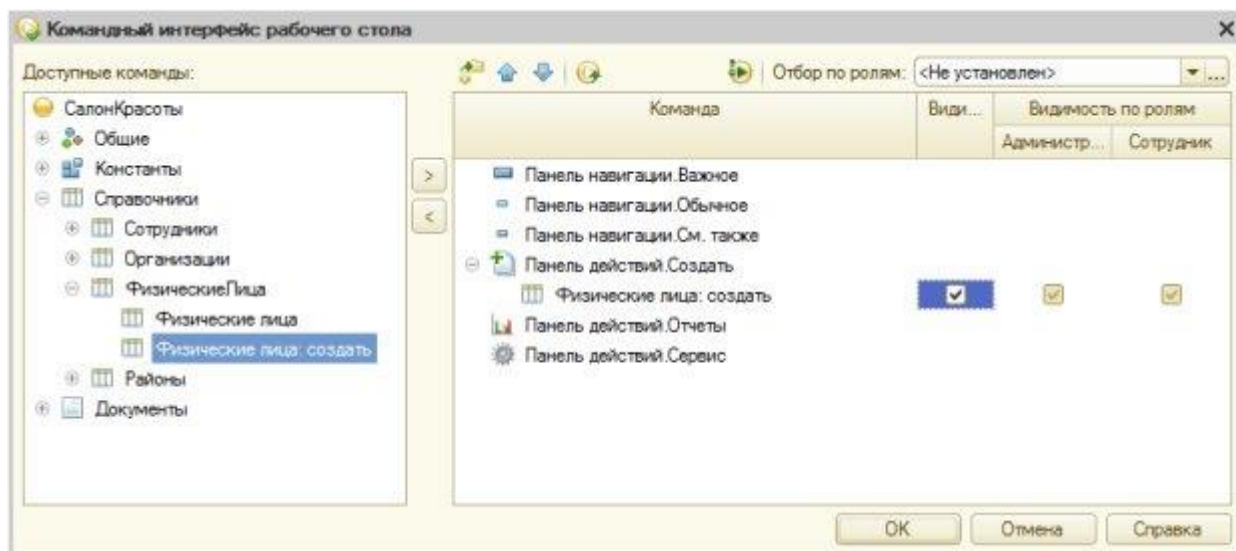 Командный интерфейс рабочего стола
Доступные команды:
Отбор по ролям: <Не установлен>
СалонКрасоты
Общие
Константы
Справочники
Сотрудники
Организации
ФизическиеЛица
Физические лица
Физические лица: создать
Районы
Документы
Команда
Види...
Видимость по ролям
Администр...
Сотрудник
Панель навигации.Важное
Панель навигации.Обычное
Панель навигации.См. также
Панель действий.Создать
Физические лица: создать
Панель действий.Отчеты
Панель действий.Сервис
OK
Отмена
Справка